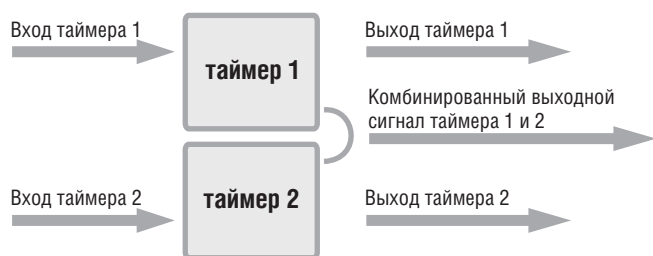 Вход таймера 1
таймер 1
Выход таймера 1
Комбинированный выходной
сигнал таймера 1 и 2
Вход таймера 2
таймер 2
Выход таймера 2